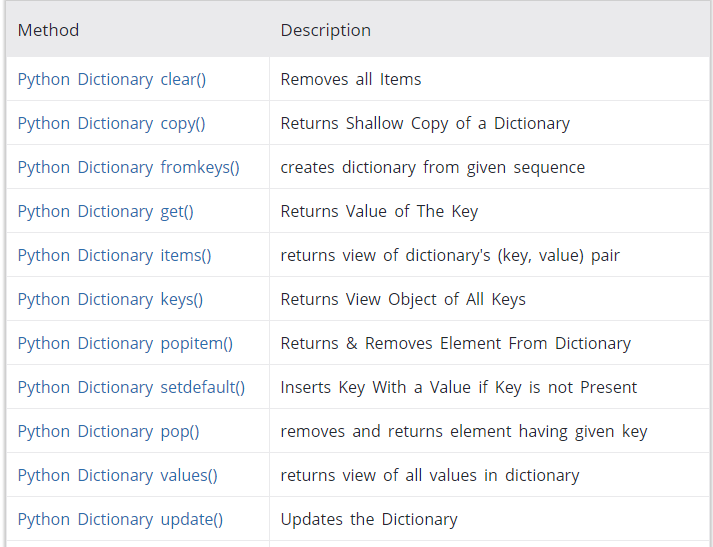 Method Description
Python Dictionary clear() Removes all Items
Python Dictionary copy() Returns Shallow Copy of a Dictionary
Python Dictionary fromkeys() creates dictionary from given sequence
Python Dictionary get() Returns Value of The Key
Python Dictionary items() returns view of dictionary's (key, value) pair
Python Dictionary keys() Returns View Object of All Keys
Python Dictionary popitem() Returns & Removes Element From Dictionary
Python Dictionary setdefault() Inserts Key With a Value if Key is not Present
Python Dictionary pop() removes and returns element having given key
Python Dictionary values() returns view of all values in dictionary
Python Dictionary update() Updates the Dictionary